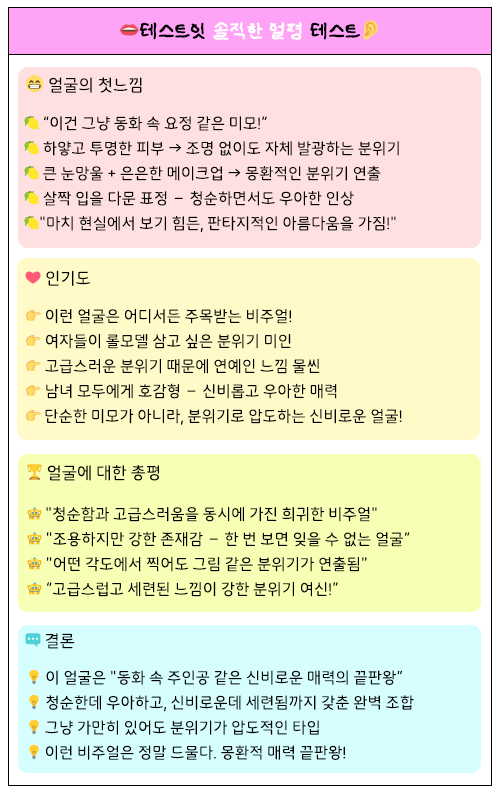 테스트힛 솔직한 얼평 테스트
얼굴의 첫느낌
“이건 그냥 동화 속 요정 같은 미모!”
하얗고 투명한 피부 → 조명 없이도 자체 발광하는 분위기
큰 눈망울 + 은은한 메이크업 → 몽환적인 분위기 연출
살짝 입을 다문 표정 – 청순하면서도 우아한 인상
"마치 현실에서 보기 힘든, 판타지적인 아름다움을 가짐!"
인기도
이런 얼굴은 어디서든 주목받는 비주얼!
여자들이 롤모델 삼고 싶은 분위기 미인
고급스러운 분위기 때문에 연예인 느낌 물씬
남녀 모두에게 호감형 – 신비롭고 우아한 매력
단순한 미모가 아니라, 분위기로 압도하는 신비로운 얼굴!
얼굴에 대한 총평
"청순함과 고급스러움을 동시에 가진 희귀한 비주얼"
"조용하지만 강한 존재감 – 한 번 보면 잊을 수 없는 얼굴“
"어떤 각도에서 찍어도 그림 같은 분위기가 연출됨"
“고급스럽고 세련된 느낌이 강한 분위기 여신!”
결론
이 얼굴은 "동화 속 주인공 같은 신비로운 매력의 끝판왕“
청순한데 우아하고, 신비로운데 세련됨까지 갖춘 완벽 조합
그냥 가만히 있어도 분위기가 압도적인 타입
이런 비주얼은 정말 드물다. 몽환적 매력 끝판왕!